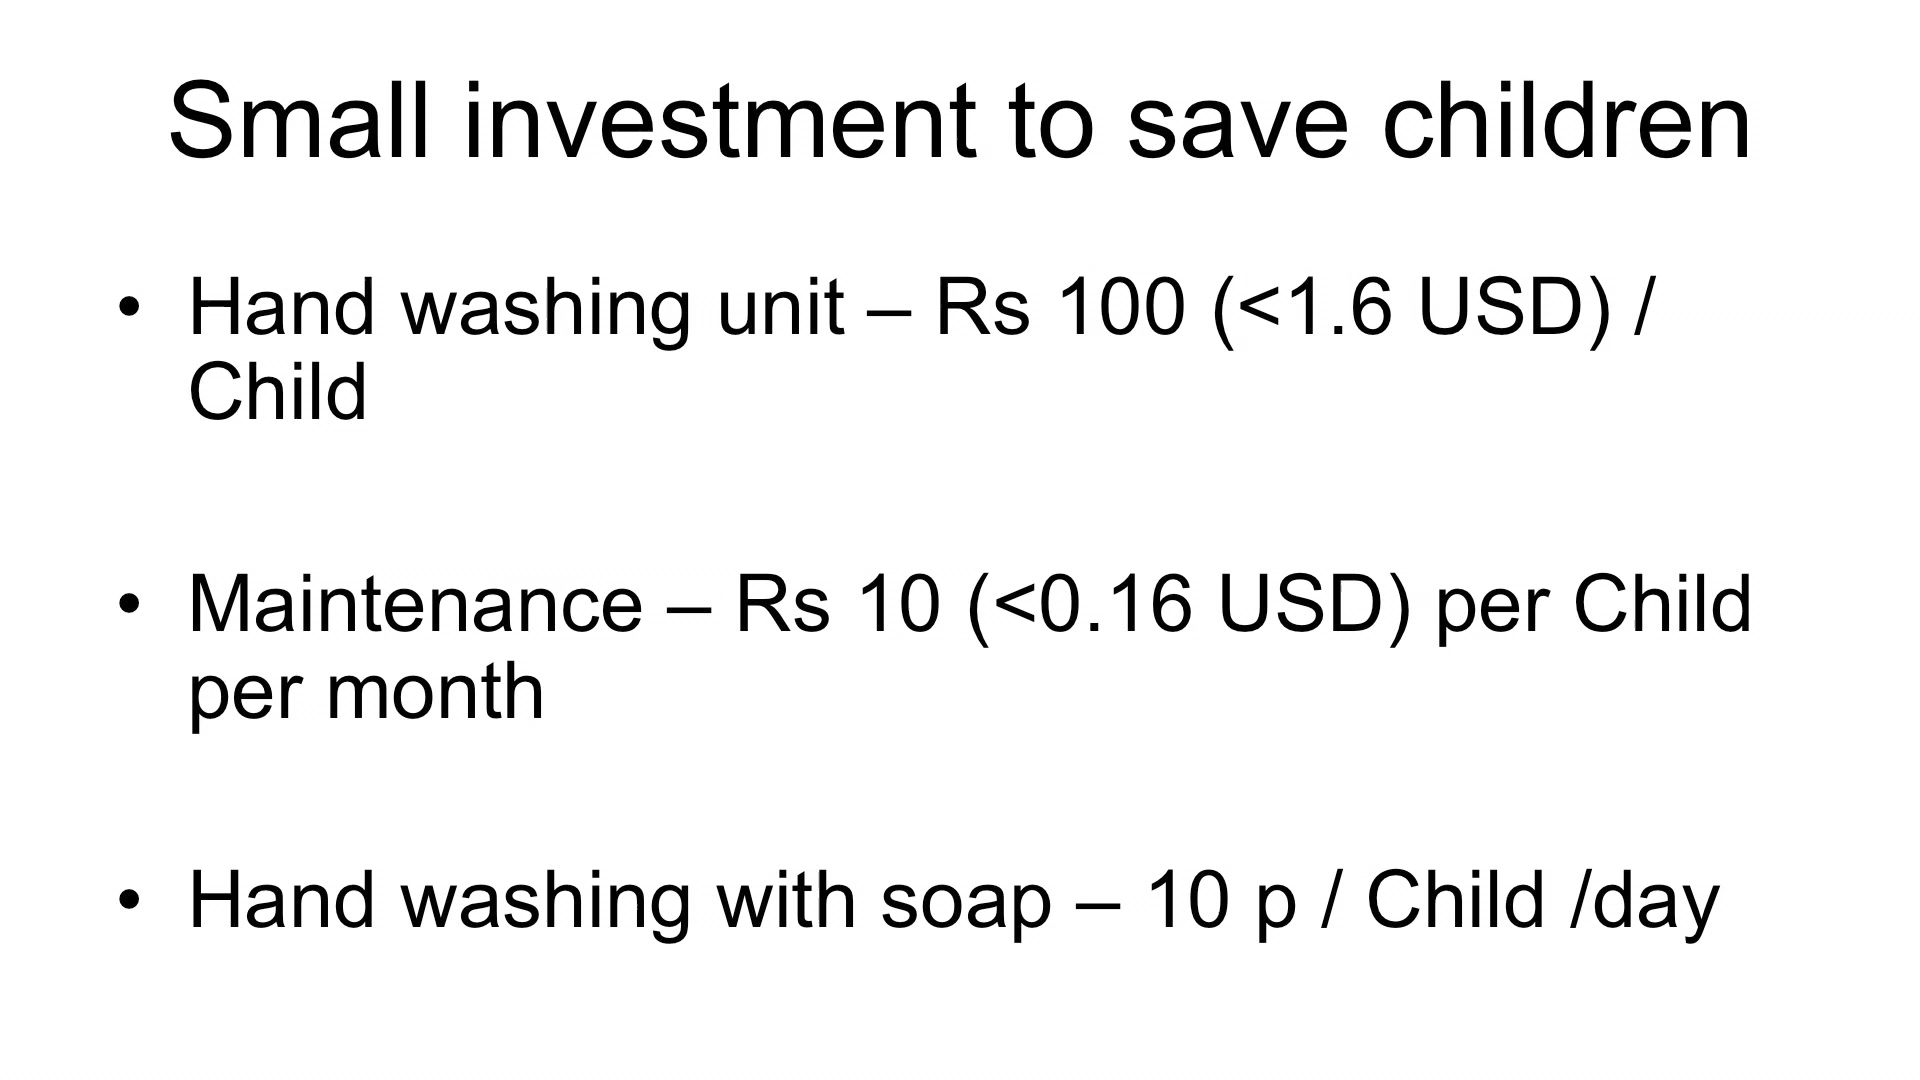 Small investment to save children
• Hand washing unit – Rs 100 (<1.6 USD) /
Child
• Maintenance – Rs 10 (<0.16 USD) per Child
per month
• Hand washing with soap – 10 p / Child /day